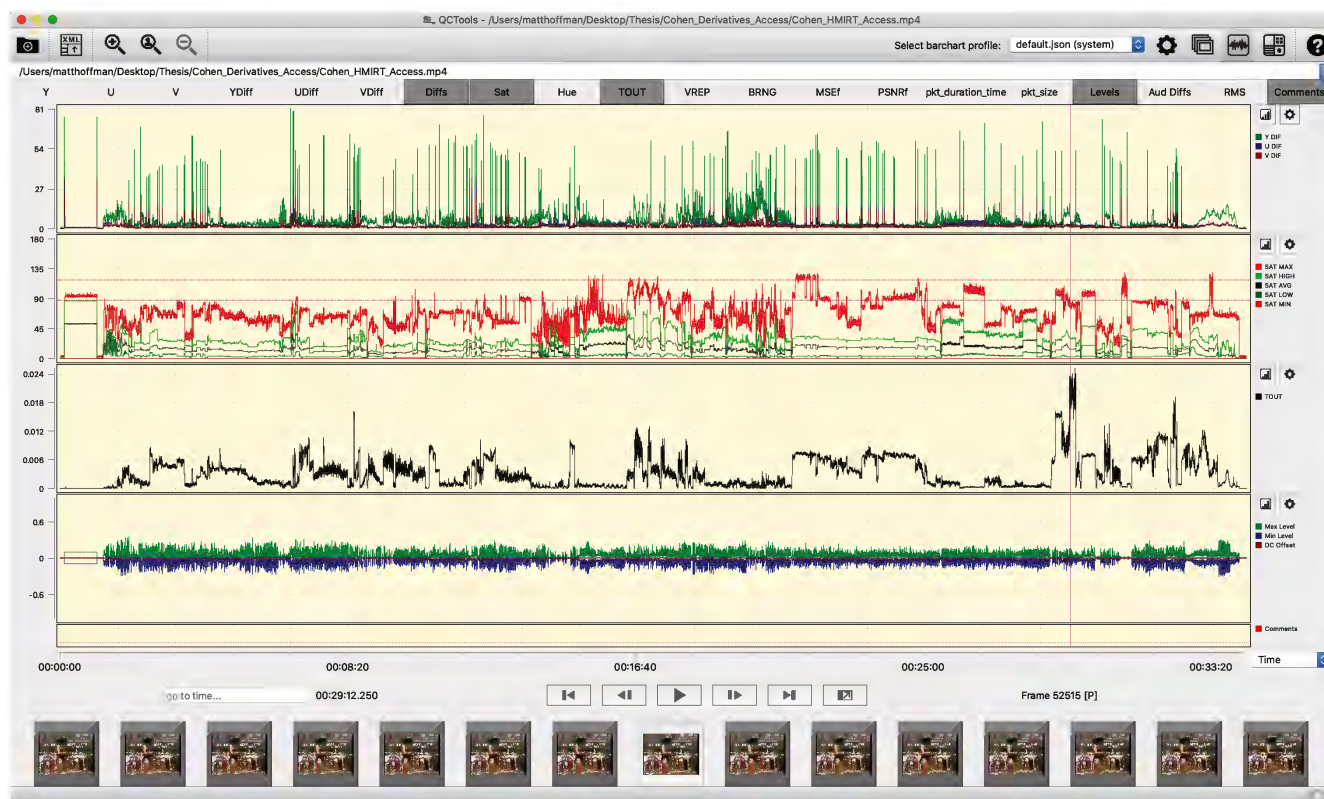 QCTools - /Users/matthoffman/Desktop/Thesis/Cohen_Derivatives_Access/Cohen_HMIRT_Access.mp4
XML
Select barchart profile: default.json (system)
/Users/matthoffman/Desktop/Thesis/Cohen_Derivatives_Access/Cohen_HMIRT_Access.mp4
Y U V YDiff UDiff VDiff Diffs Sat Hue TOUT VREP BRNG MSEf PSNRf pkt_duration_time pkt_size Levels Aud Diffs RMS Comments
81
54
27
0
Y DIF
U DIF
V DIF
180
135
90
45
0
SAT MAX
SAT HIGH
SAT AVG
SAT LOW
SAT MIN
0.024
0.018
0.012
0.006
0
TOUT
0.6
0
-0.6
Max Level
Min Level
DC Offset
Comments
00:00:00 00:08:20 00:16:40 00:25:00 00:33:20 Time
go to time... 00:29:12.250 Frame 52515 [P]